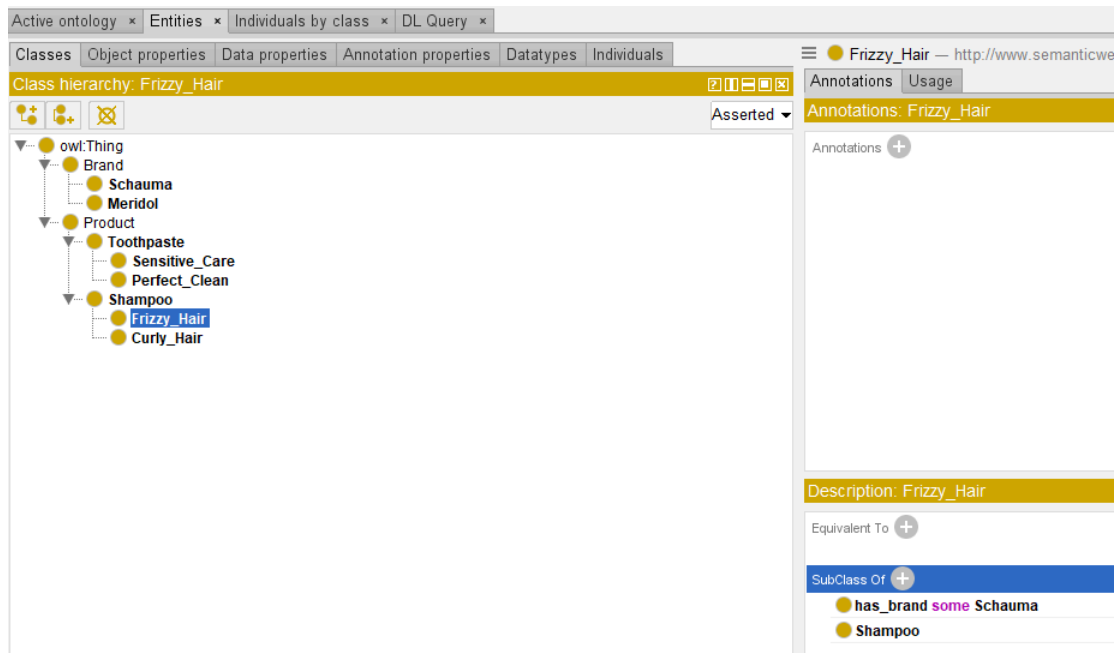 Active ontology × Entities × Individuals by class × DL Query ×
Classes Object properties Data properties Annotation properties Datatypes Individuals
Class hierarchy: Frizzy_Hair
Asserted
owl:Thing
Brand
Schauma
Meridol
Product
Toothpaste
Sensitive_Care
Perfect_Clean
Shampoo
Frizzy_Hair
Curly_Hair
Frizzy_Hair — http://www.semanticwe
Annotations Usage
Annotations: Frizzy_Hair
Annotations
Description: Frizzy_Hair
Equivalent To
SubClass Of
has_brand some Schauma
Shampoo